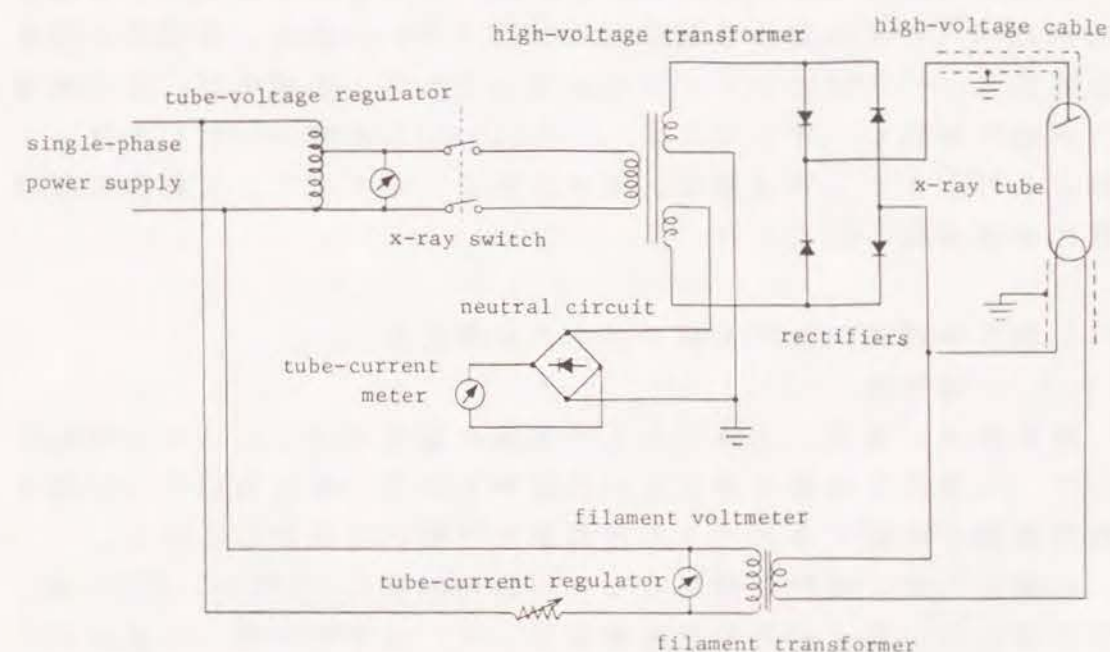 high-voltage transformer
high-voltage cable
tube-voltage regulator
single-phase
power supply
x-ray tube
x-ray switch
neutral circuit
rectifiers
tube-current
meter
filament voltmeter
tube-current regulator
filament transformer